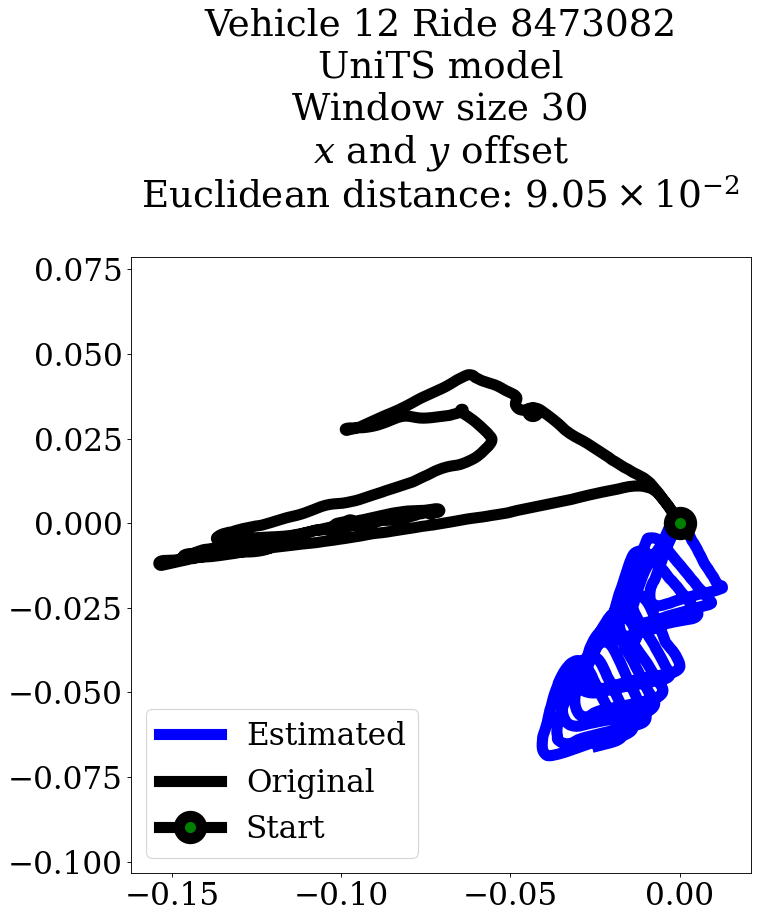 Vehicle 12 Ride 8473082
UniTS model
Window size 30
x and y offset
Euclidean distance: 9.05 × 10⁻²
0.075
0.050
0.025
0.000
−0.025
−0.050
−0.075
−0.100
Estimated
Original
Start
−0.15
−0.10
−0.05
0.00